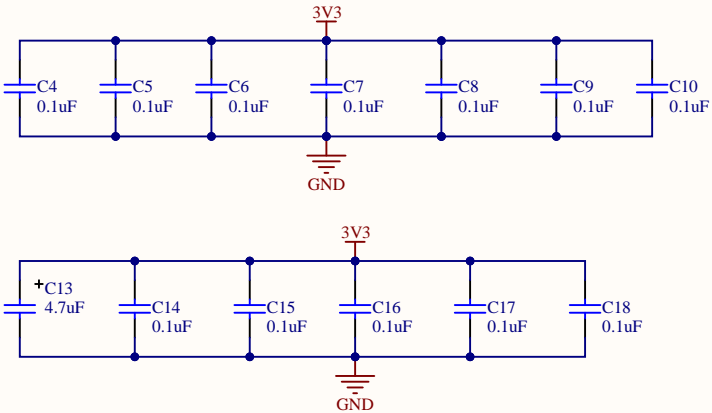 3V3
C4
0.1uF
C5
0.1uF
C6
0.1uF
C7
0.1uF
C8
0.1uF
C9
0.1uF
C10
0.1uF
GND
3V3
+C13
4.7uF
C14
0.1uF
C15
0.1uF
C16
0.1uF
C17
0.1uF
C18
0.1uF
GND